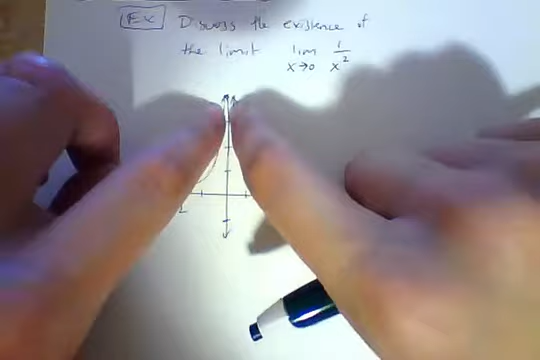 Ex Discuss the existence of
the limit lim x→0 1/x²